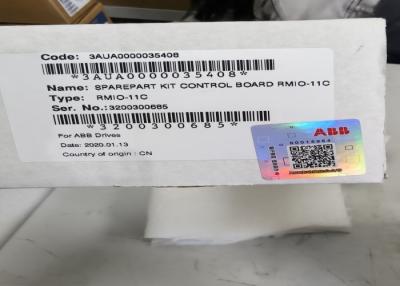 Code: 3AUA0000035408
*3AUA0000035408*
Name: SPAREPART KIT CONTROL BOARD RMIO-11C
Type: RMIO-11C
Ser. No.:3200300685
*3200300685*
For ABB Drives
Date: 2020.01.13
Country of origin : CN
ABB